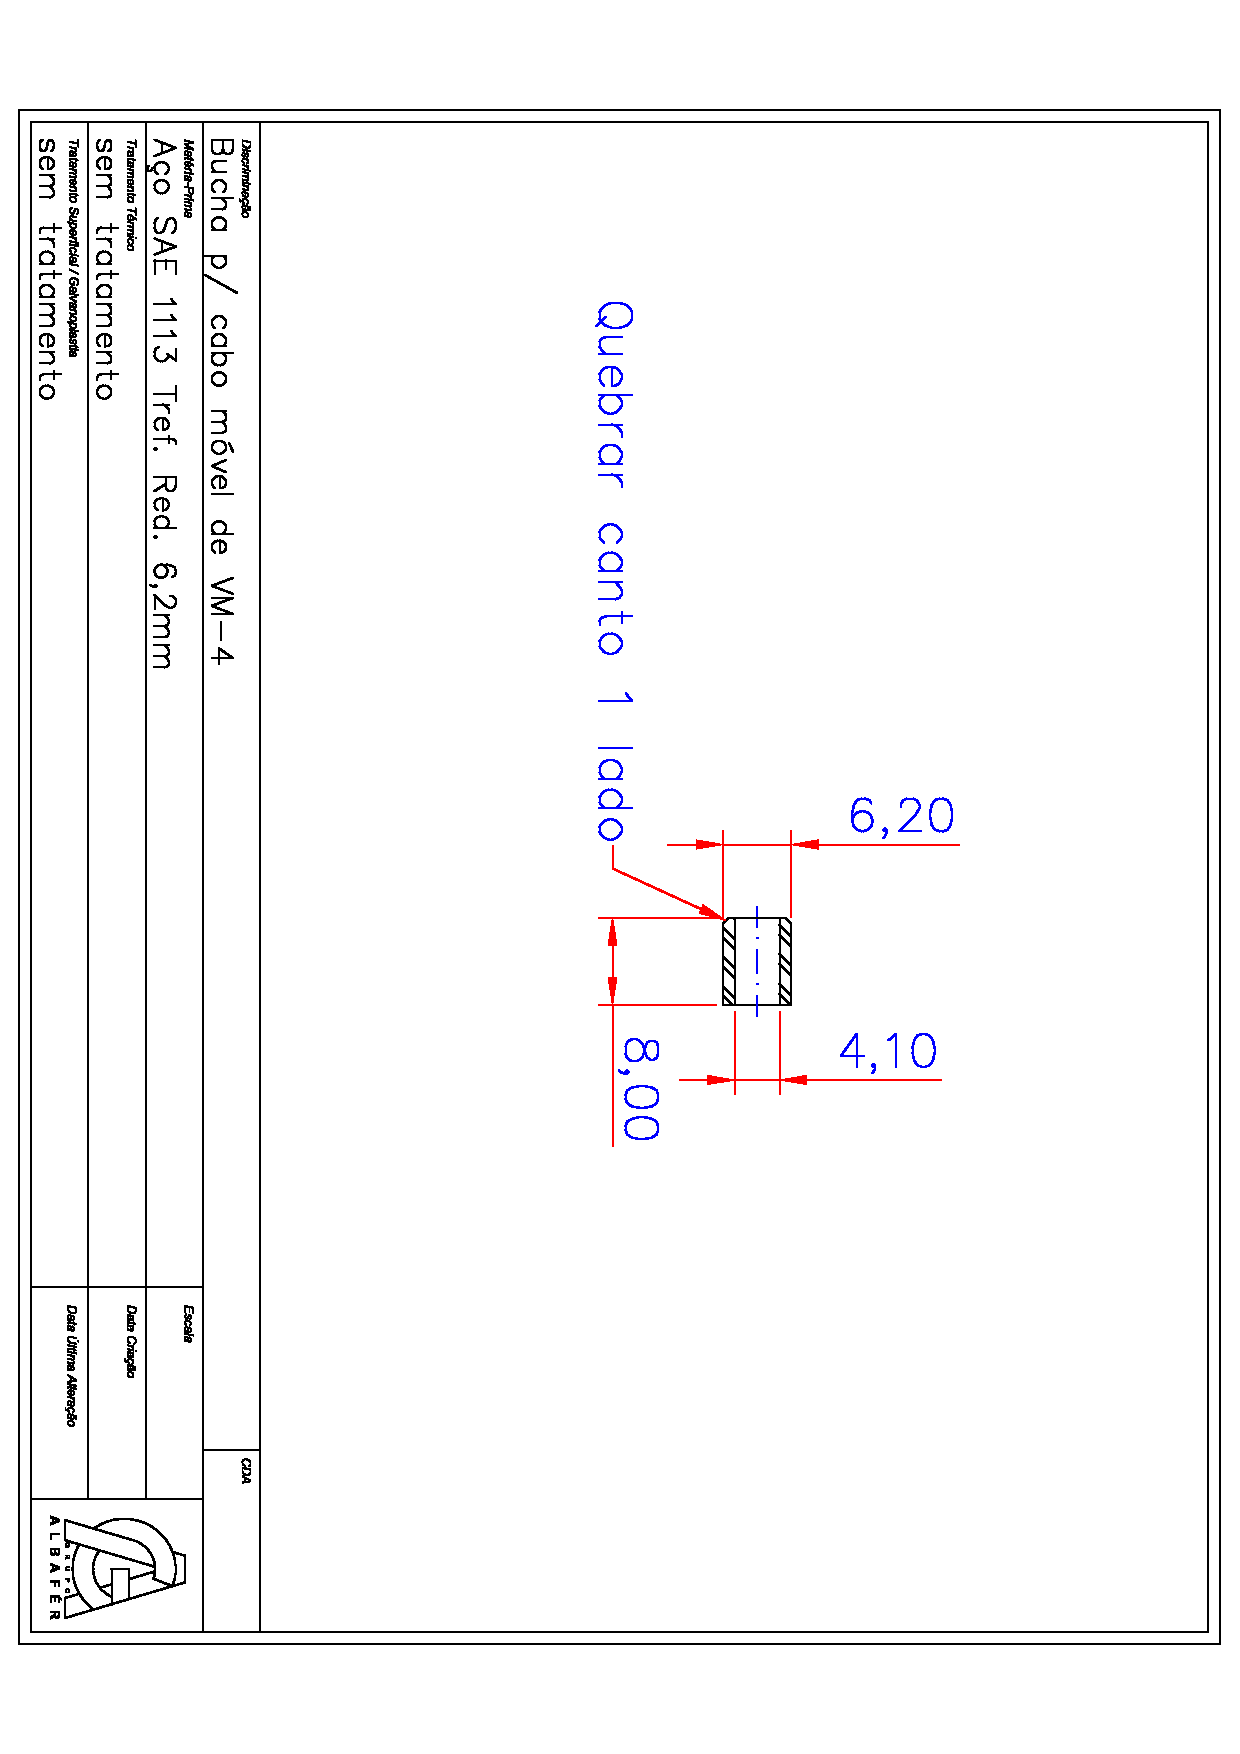 Quebrar canto 1 lado
6,20
4,10
8,00
Discriminação
Bucha p/ cabo móvel de VM-4
CDA
Matéria-Prima
Aço SAE 1113 Tref. Red. 6,2mm
Escala
Tratamento Térmico
sem tratamento
Data Criação
Tratamento Superficial / Galvanoplastia
sem tratamento
Data Última Alteração
GRUPO
ALBAFÉR